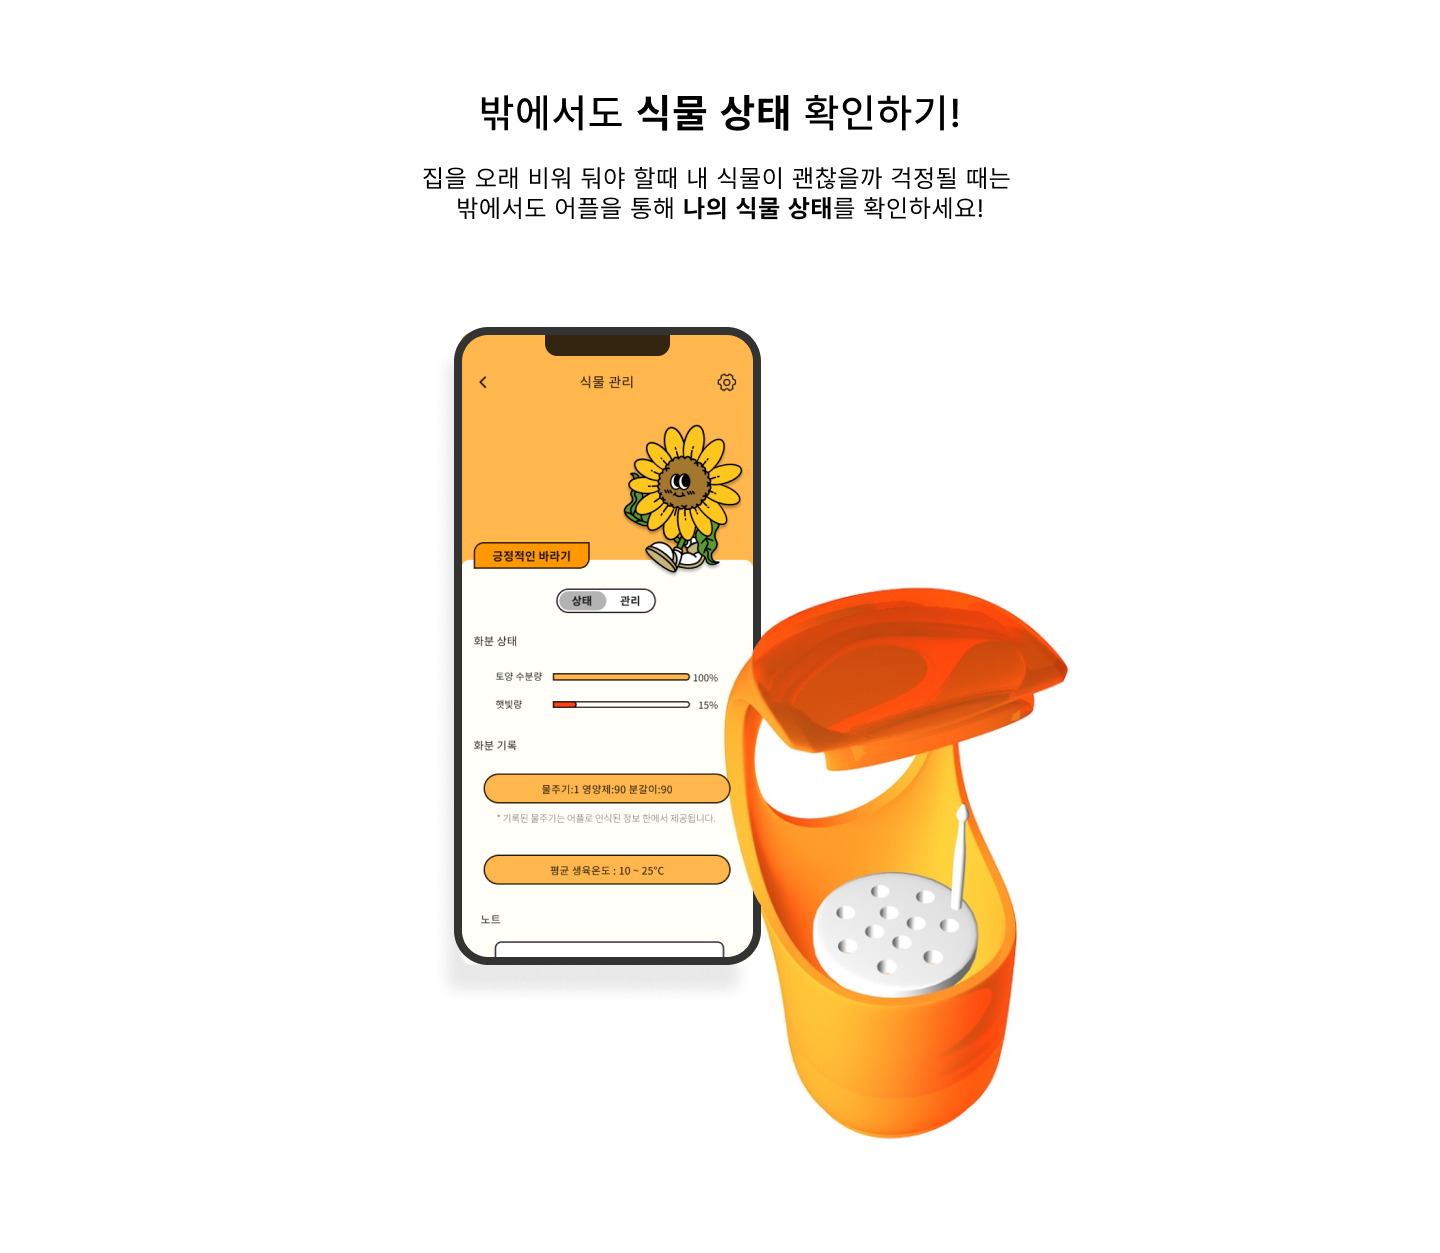 밖에서도 식물 상태 확인하기!
집을 오래 비워 둬야 할때 내 식물이 괜찮을까 걱정될 때는
밖에서도 어플을 통해 나의 식물 상태를 확인하세요!
식물 관리
긍정적인 바라기
상태 관리
화분 상태
토양 수분량 100%
햇빛량 15%
화분 기록
물주기:1 영양제:90 분갈이:90
* 기록된 물주기는 어플로 인식된 정보 한에서 제공됩니다.
평균 생육온도 : 10 ~ 25°C
노트